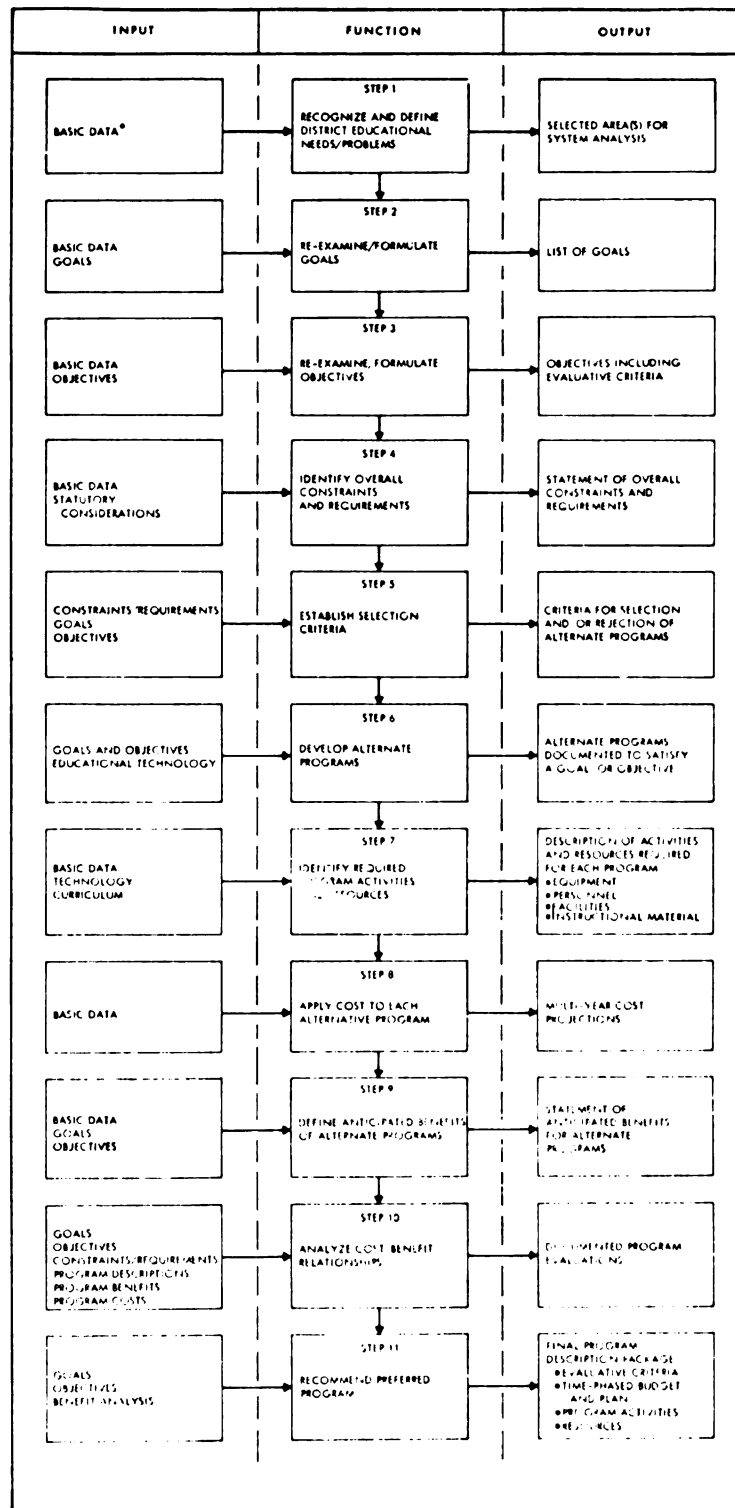 INPUT
FUNCTION
OUTPUT
BASIC DATA*
STEP 1
RECOGNIZE AND DEFINE
DISTRICT EDUCATIONAL
NEEDS/PROBLEMS
SELECTED AREA(S) FOR
SYSTEM ANALYSIS
BASIC DATA
GOALS
STEP 2
RE-EXAMINE/FORMULATE
GOALS
LIST OF GOALS
BASIC DATA
OBJECTIVES
STEP 3
RE-EXAMINE/FORMULATE
OBJECTIVES
OBJECTIVES INCLUDING
EVALUATIVE CRITERIA
BASIC DATA
STATUTORY
CONSIDERATIONS
STEP 4
IDENTIFY OVERALL
CONSTRAINTS
AND REQUIREMENTS
STATEMENT OF OVERALL
CONSTRAINTS AND
REQUIREMENTS
CONSTRAINTS/REQUIREMENTS
GOALS
OBJECTIVES
STEP 5
ESTABLISH SELECTION
CRITERIA
CRITERIA FOR SELECTION
AND/OR REJECTION OF
ALTERNATE PROGRAMS
GOALS AND OBJECTIVES
EDUCATIONAL TECHNOLOGY
STEP 6
DEVELOP ALTERNATE
PROGRAMS
ALTERNATE PROGRAMS
DOCUMENTED TO SATISFY
A GOAL OR OBJECTIVE
BASIC DATA
TECHNOLOGY
CURRICULUM
STEP 7
IDENTIFY REQUIRED
PROGRAM ACTIVITIES
RESOURCES
DESCRIPTION OF ACTIVITIES
AND RESOURCES REQUIRED
FOR EACH PROGRAM
•EQUIPMENT
•PERSONNEL
•FACILITIES
•INSTRUCTIONAL MATERIAL
BASIC DATA
STEP 8
APPLY COST TO EACH
ALTERNATIVE PROGRAM
MULTI-YEAR COST
PROJECTIONS
BASIC DATA
GOALS
OBJECTIVES
STEP 9
DEFINE ANTICIPATED BENEFITS
OF ALTERNATE PROGRAMS
STATEMENT OF
ANTICIPATED BENEFITS
FOR ALTERNATE
PROGRAMS
GOALS
OBJECTIVES
CONSTRAINTS/REQUIREMENTS
PROGRAM DESCRIPTIONS
PROGRAM BENEFITS
PROGRAM COSTS
STEP 10
ANALYZE COST-BENEFIT
RELATIONSHIPS
DOCUMENTED PROGRAM
EVALUATIONS
GOALS
OBJECTIVES
BENEFIT ANALYSIS
STEP 11
RECOMMEND PREFERRED
PROGRAM
FINAL PROGRAM
DESCRIPTION PACKAGE
•EVALUATIVE CRITERIA
•TIME-PHASED BUDGET
AND PLAN
•PROGRAM ACTIVITIES
•RESOURCES